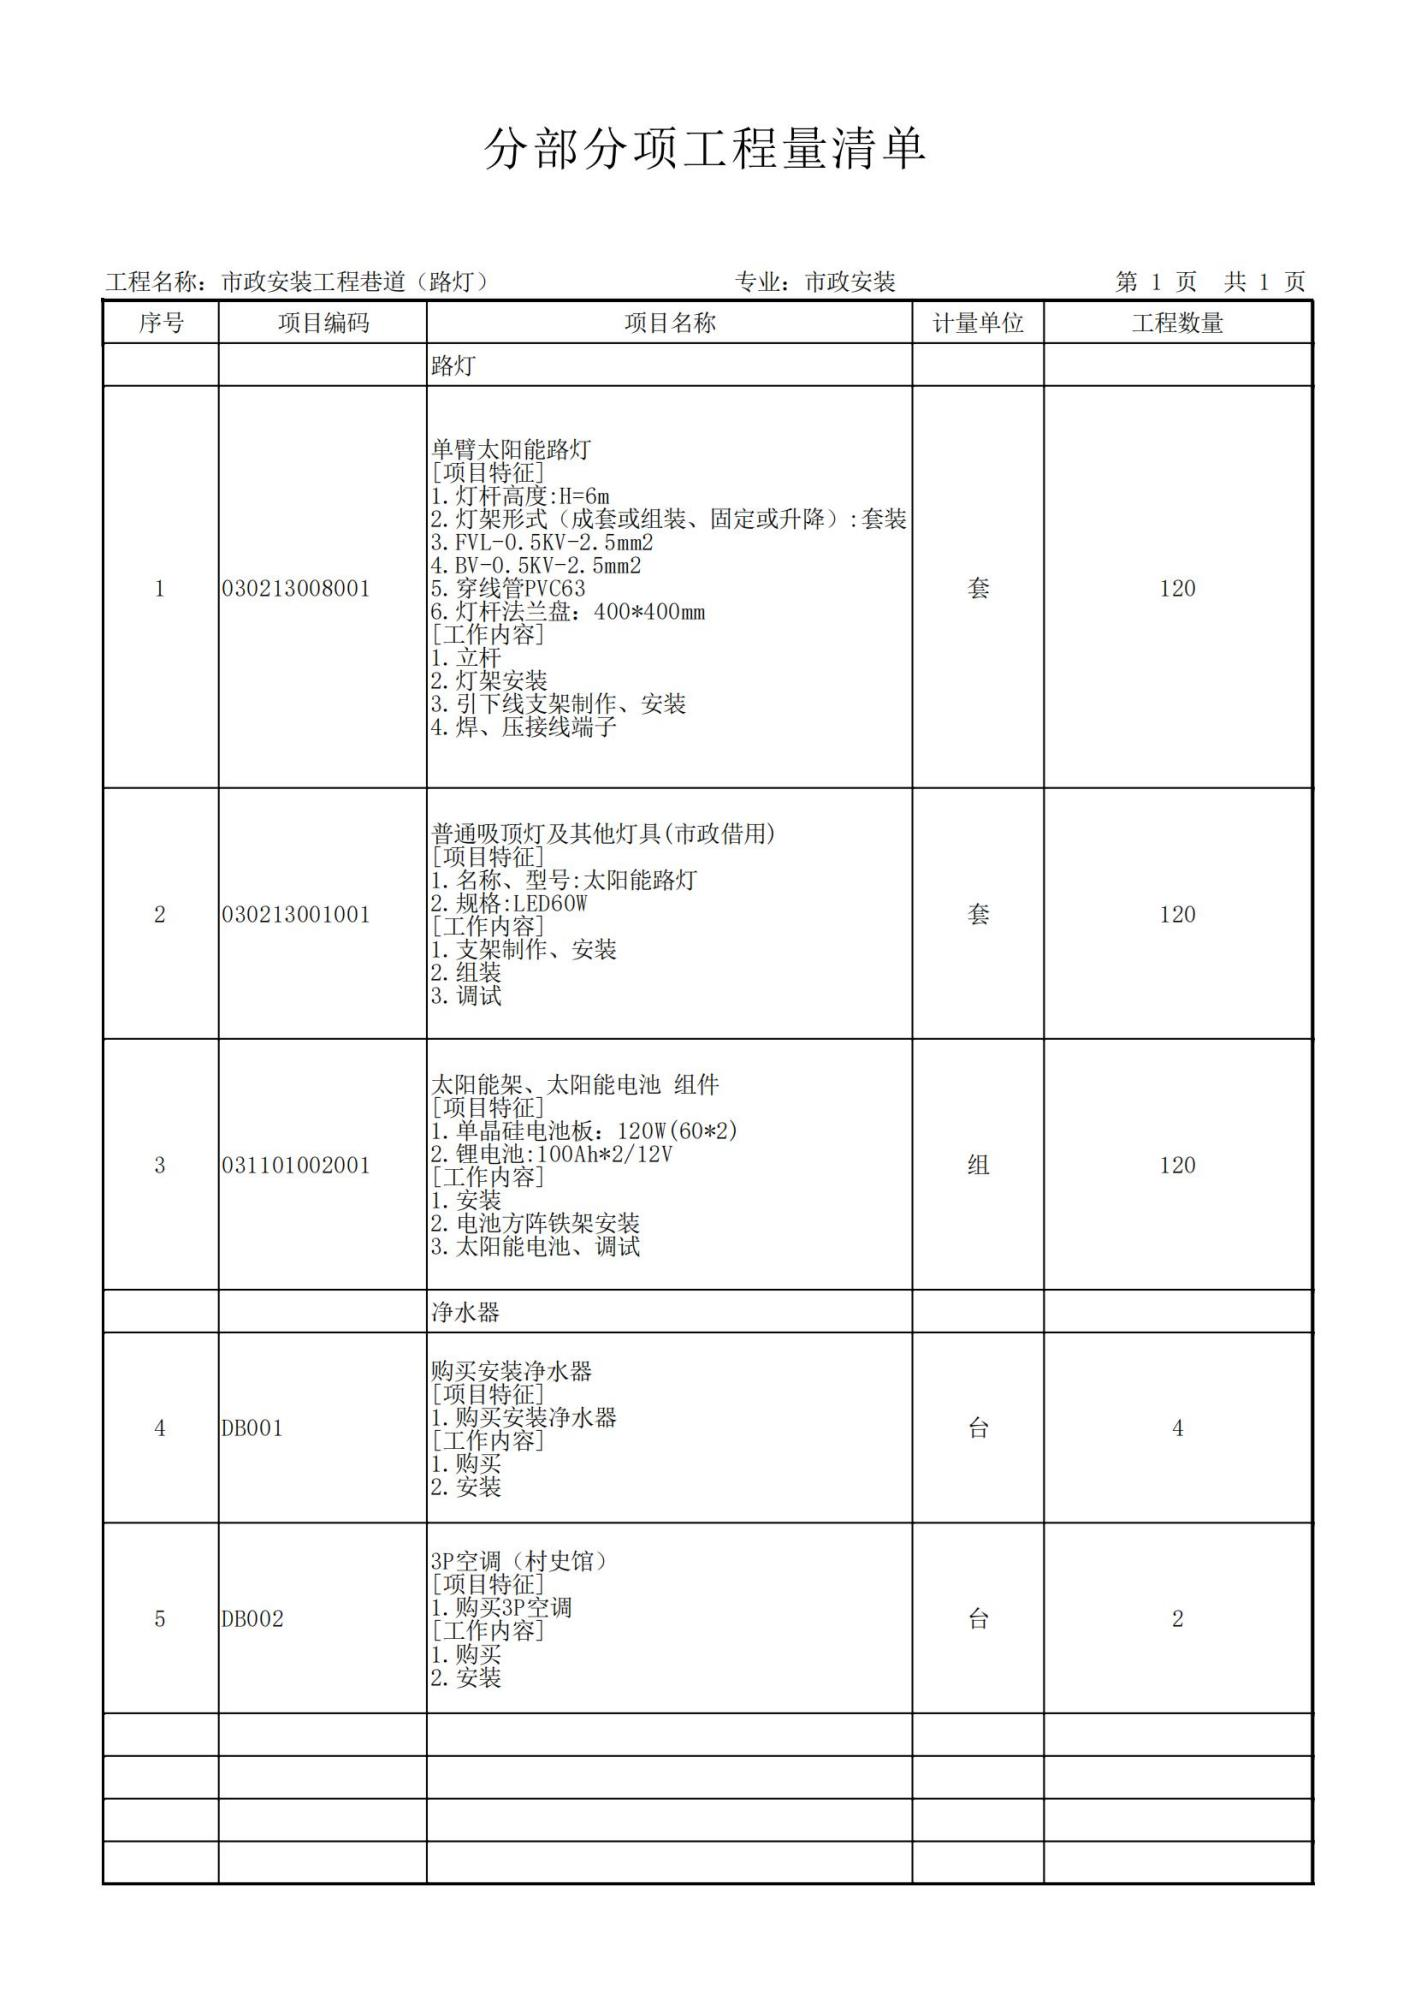 分部分项工程量清单
工程名称：市政安装工程巷道（路灯） 专业：市政安装 第 1 页 共 1 页
序号 项目编码 项目名称 计量单位 工程数量
路灯
单臂太阳能路灯
[项目特征]
1.灯杆高度:H=6m
2.灯架形式（成套或组装、固定或升降）:套装
3.FVL-0.5KV-2.5mm2
4.BV-0.5KV-2.5mm2
1 030213008001 5.穿线管PVC63 套 120
6.灯杆法兰盘：400*400mm
[工作内容]
1.立杆
2.灯架安装
3.引下线支架制作、安装
4.焊、压接线端子
普通吸顶灯及其他灯具(市政借用)
[项目特征]
1.名称、型号:太阳能路灯
2.规格:LED60W
2 030213001001 [工作内容] 套 120
1.支架制作、安装
2.组装
3.调试
太阳能架、太阳能电池 组件
[项目特征]
1.单晶硅电池板：120W(60*2)
2.锂电池:100Ah*2/12V
3 031101002001 [工作内容] 组 120
1.安装
2.电池方阵铁架安装
3.太阳能电池、调试
净水器
购买安装净水器
[项目特征]
1.购买安装净水器
4 DB001 [工作内容] 台 4
1.购买
2.安装
3P空调（村史馆）
[项目特征]
1.购买3P空调
5 DB002 [工作内容] 台 2
1.购买
2.安装